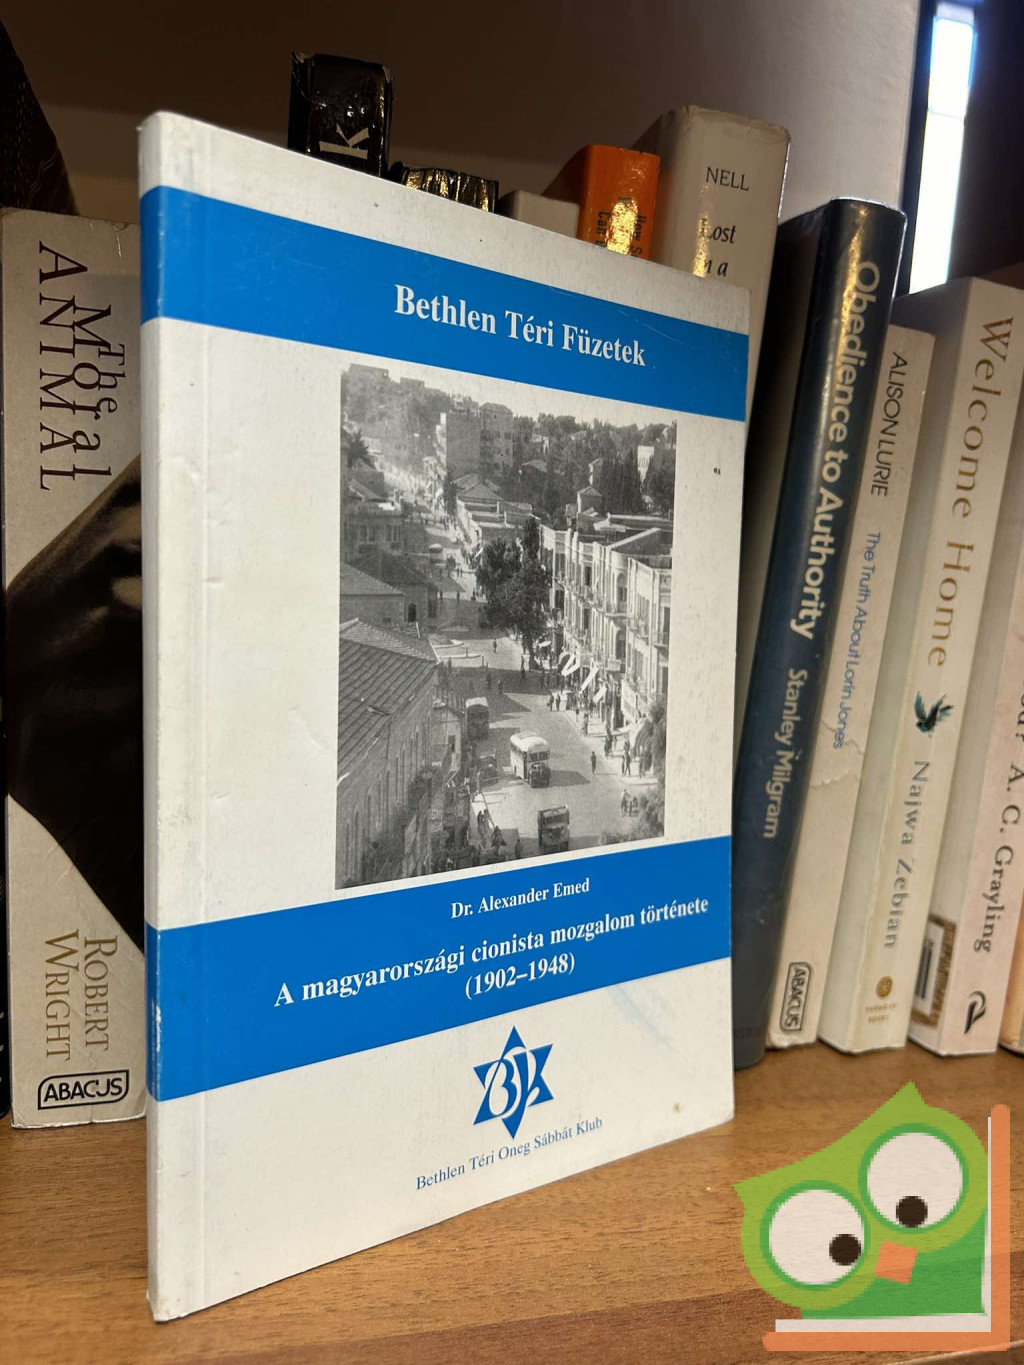 Bethlen Téri Füzetek
Dr. Alexander Emed
A magyarországi cionista mozgalom története
(1902–1948)
Bethlen Téri Oneg Sábbát Klub
The
Moral
ANIMAL
ROBERT
WRIGHT
ABACUS
K
NELL
Lost
a
Obedience to Authority
Stanley Milgram
ALISON LURIE
The Truth About Lorin Jones
ABACUS
Welcome Home
Najwa Zebian
A. C. Grayling